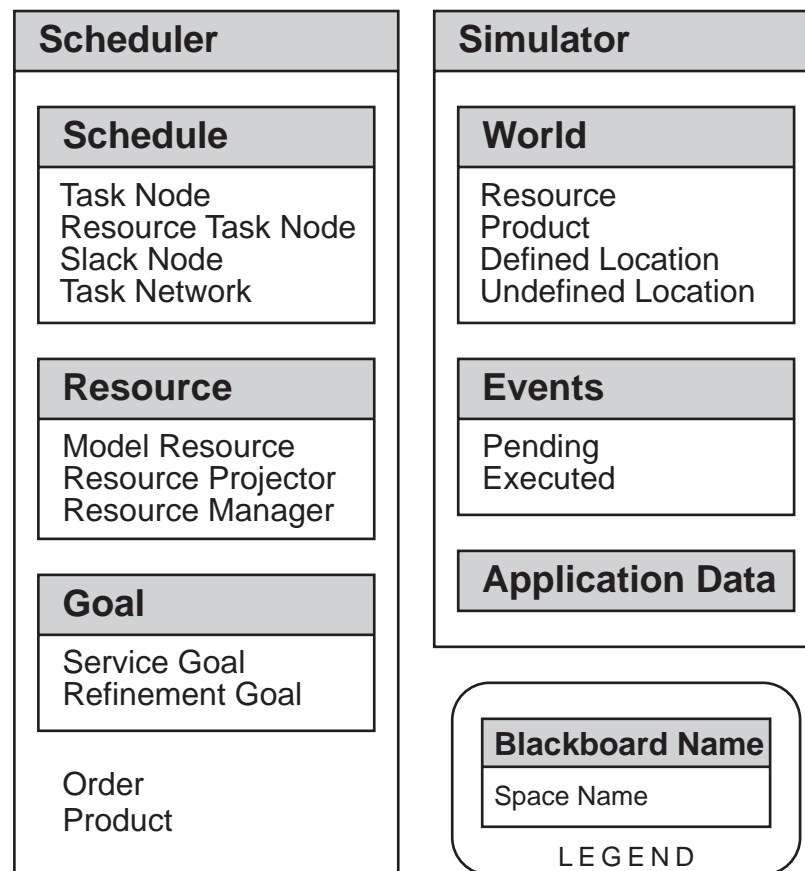 Scheduler
Schedule
Task Node
Resource Task Node
Slack Node
Task Network
Resource
Model Resource
Resource Projector
Resource Manager
Goal
Service Goal
Refinement Goal
Order
Product
Simulator
World
Resource
Product
Defined Location
Undefined Location
Events
Pending
Executed
Application Data
Blackboard Name
Space Name
LEGEND